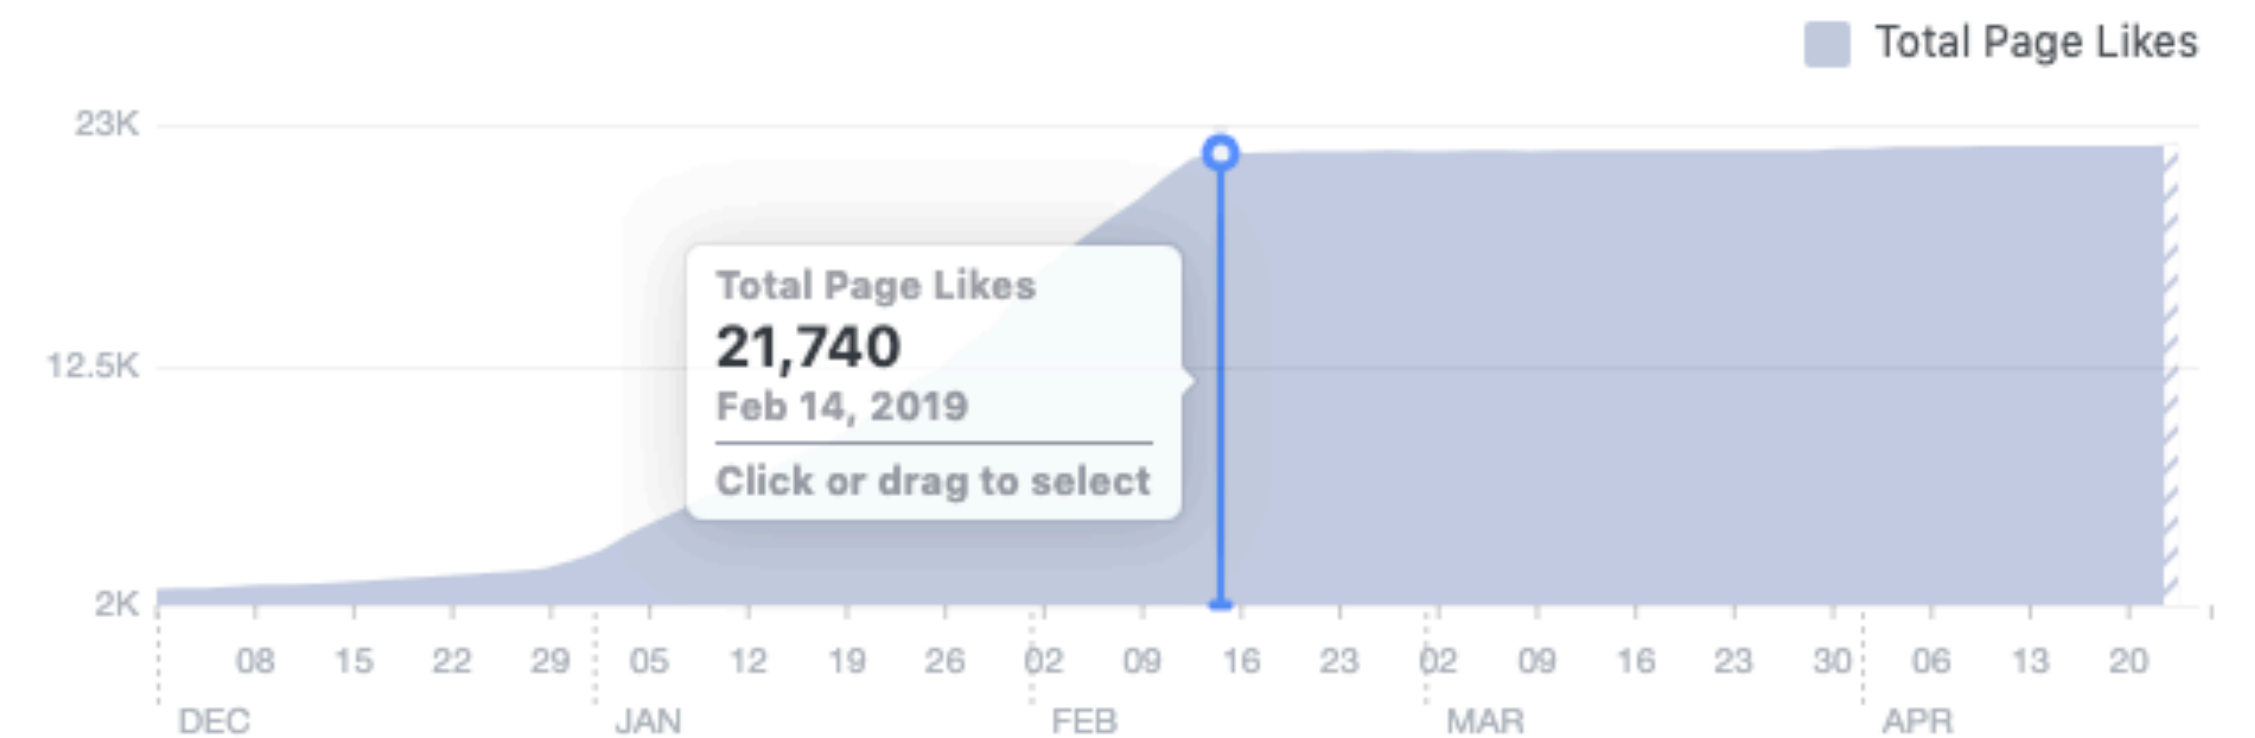 Total Page Likes
23K
12.5K
2K
Total Page Likes
21,740
Feb 14, 2019
Click or drag to select
08 15 22 29 05 12 19 26 02 09 16 23 02 09 16 23 30 06 13 20
DEC JAN FEB MAR APR